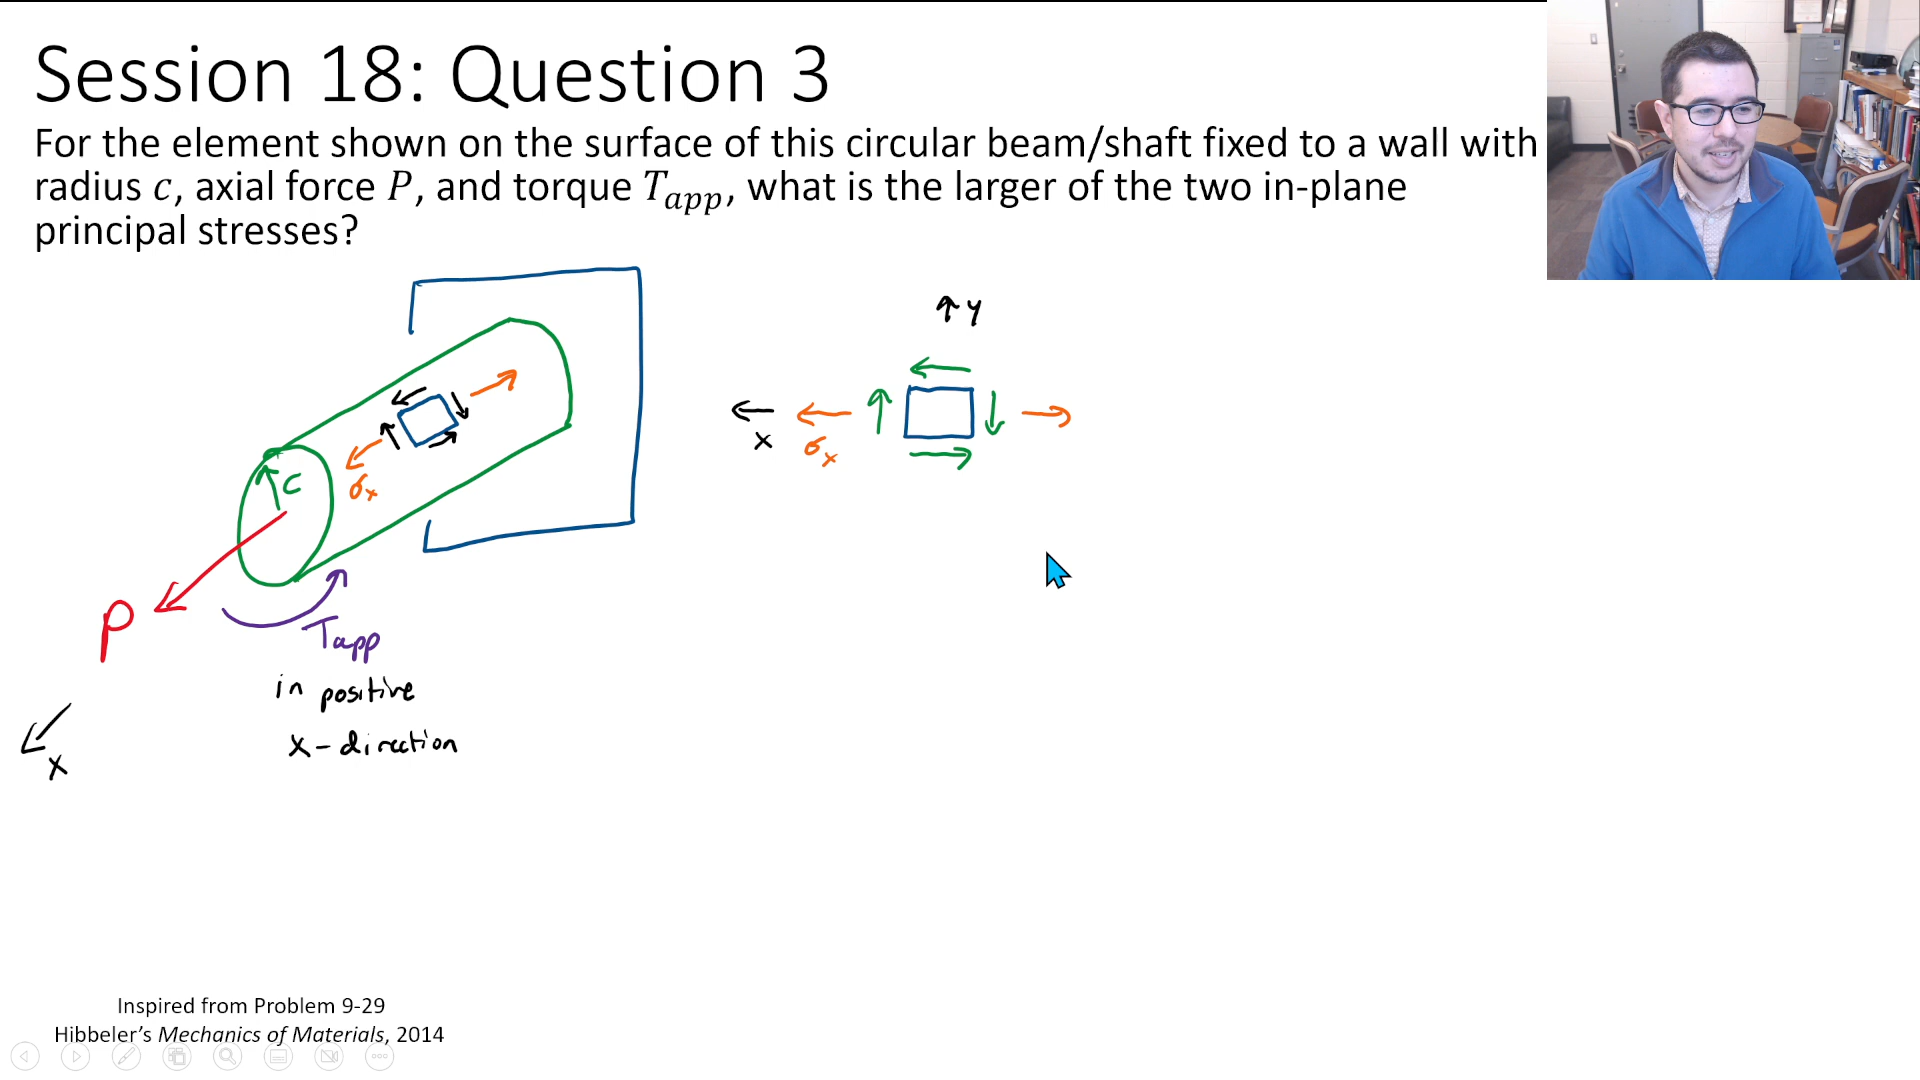 Session 18: Question 3
For the element shown on the surface of this circular beam/shaft fixed to a wall with
radius c, axial force P, and torque T_app, what is the larger of the two in-plane
principal stresses?
y
x
σx
c
σx
P
Tapp
in positive
x-direction
x
Inspired from Problem 9-29
Hibbeler's Mechanics of Materials, 2014